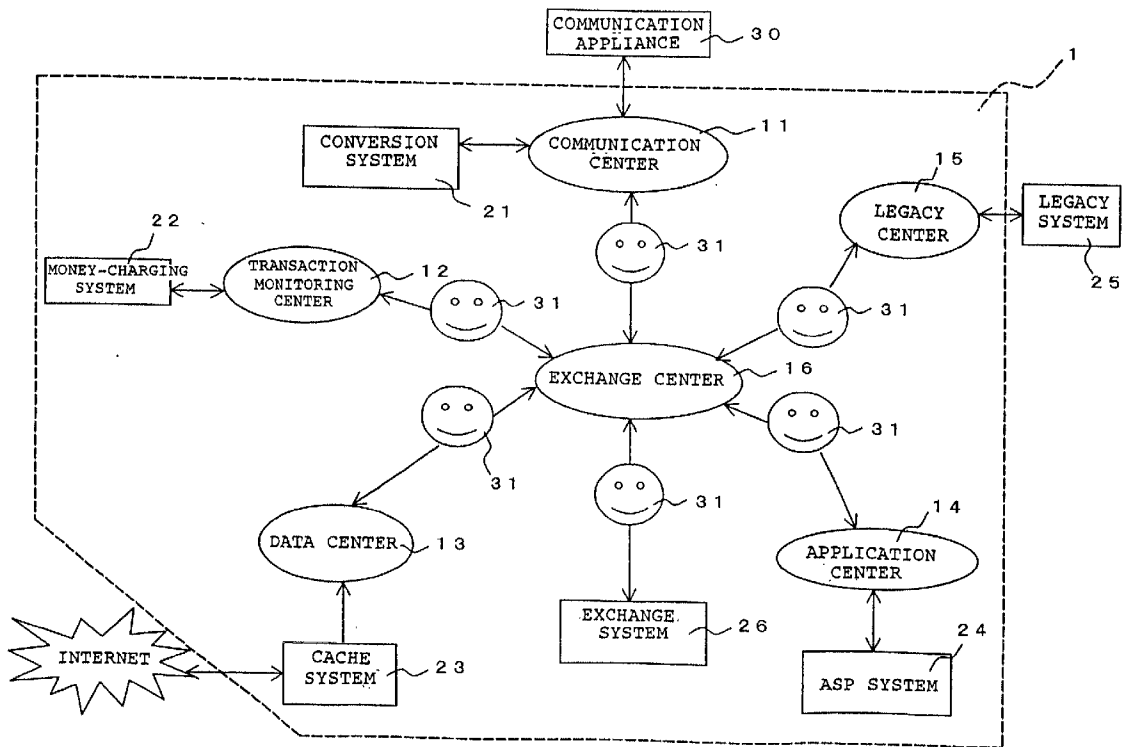 COMMUNICATION
APPLIANCE
30
1
CONVERSION
SYSTEM
21
COMMUNICATION
CENTER
11
15
LEGACY
CENTER
LEGACY
SYSTEM
25
22
MONEY-CHARGING
SYSTEM
TRANSACTION
MONITORING
CENTER
12
31
31
31
EXCHANGE CENTER
16
31
31
31
DATA CENTER
13
14
APPLICATION
CENTER
INTERNET
CACHE
SYSTEM
23
EXCHANGE
SYSTEM
26
24
ASP SYSTEM